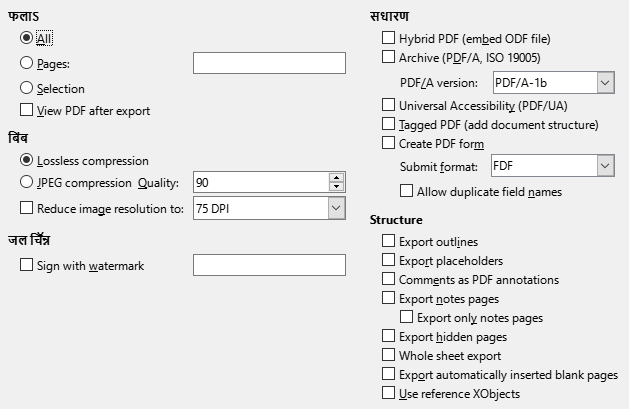 फलाऽ
All
Pages:
Selection
View PDF after export
बिंब
Lossless compression
JPEG compression Quality: 90
Reduce image resolution to: 75 DPI
जल चिॅन्न
Sign with watermark
सधारण
Hybrid PDF (embed ODF file)
Archive (PDF/A, ISO 19005)
PDF/A version: PDF/A-1b
Universal Accessibility (PDF/UA)
Tagged PDF (add document structure)
Create PDF form
Submit format: FDF
Allow duplicate field names
Structure
Export outlines
Export placeholders
Comments as PDF annotations
Export notes pages
Export only notes pages
Export hidden pages
Whole sheet export
Export automatically inserted blank pages
Use reference XObjects